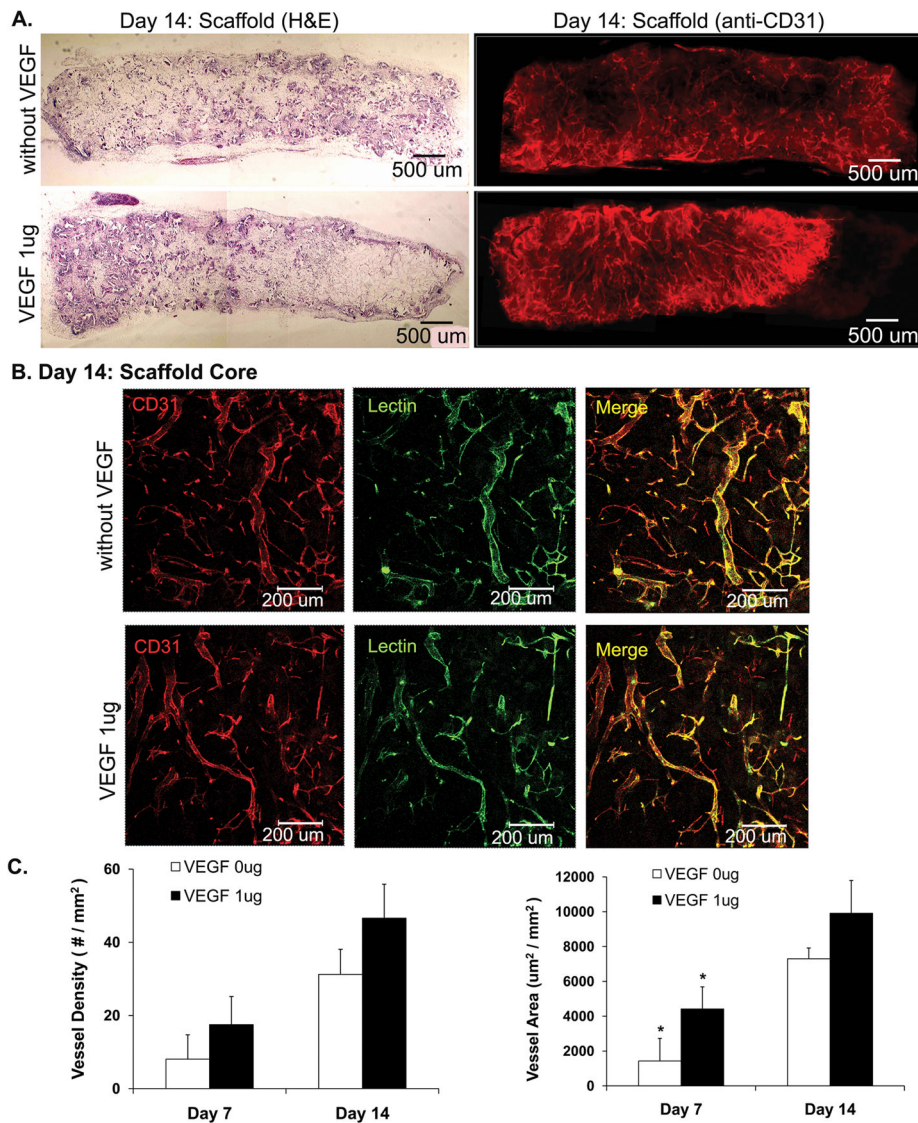 A.
Day 14: Scaffold (H&E)
Day 14: Scaffold (anti-CD31)
without VEGF
500 um
500 um
VEGF 1ug
500 um
500 um
B. Day 14: Scaffold Core
without VEGF
CD31
Lectin
Merge
200 um
200 um
200 um
VEGF 1ug
CD31
Lectin
Merge
200 um
200 um
200 um
C.
Vessel Density ( # / mm²)
60
40
20
0
VEGF 0ug
VEGF 1ug
Day 7
Day 14
Vessel Area (um² / mm²)
12000
10000
8000
6000
4000
2000
0
VEGF 0ug
VEGF 1ug
*
*
Day 7
Day 14